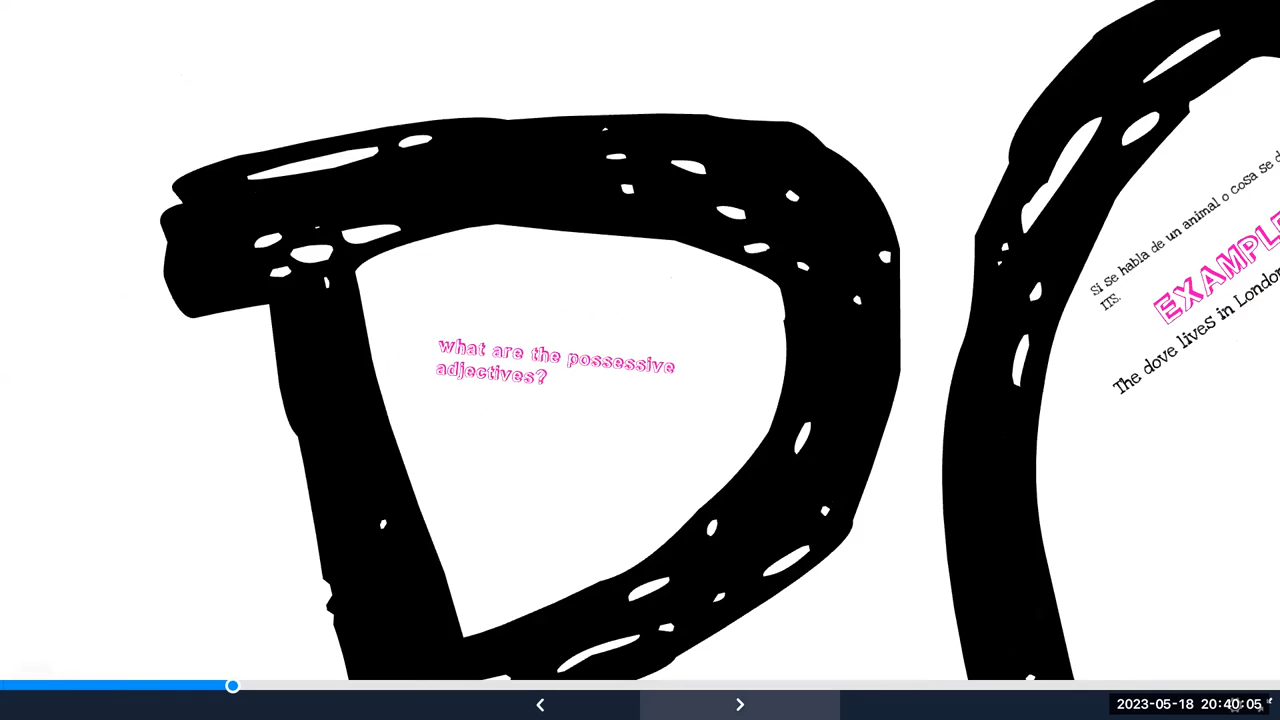 what are the possessive
adjectives?
Si se habla de un animal o cosa se
ITS.
EXAMPLE
The dove lives in London
2023-05-18 20:40:05